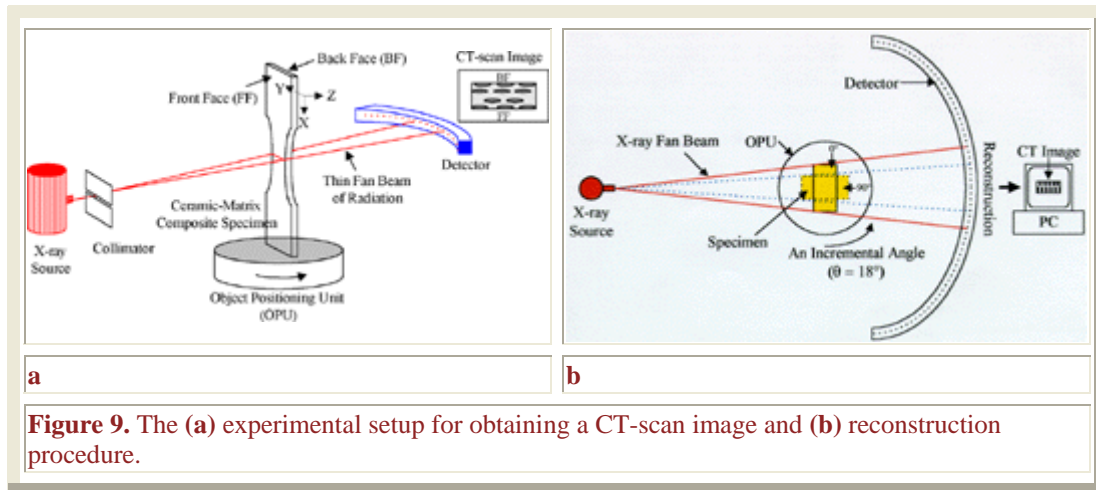 Back Face (BF)
CT-scan Image
Front Face (FF)
Y
Z
X
BF
FF
Detector
Thin Fan Beam
of Radiation
Ceramic-Matrix
Composite Specimen
X-ray
Source
Collimator
Object Positioning Unit
(OPU)
Detector
X-ray Fan Beam
OPU
0°
-90°
Reconstruction
CT Image
PC
X-ray
Source
Specimen
An Incremental Angle
(θ = 18°)
a
b
Figure 9. The (a) experimental setup for obtaining a CT-scan image and (b) reconstruction
procedure.